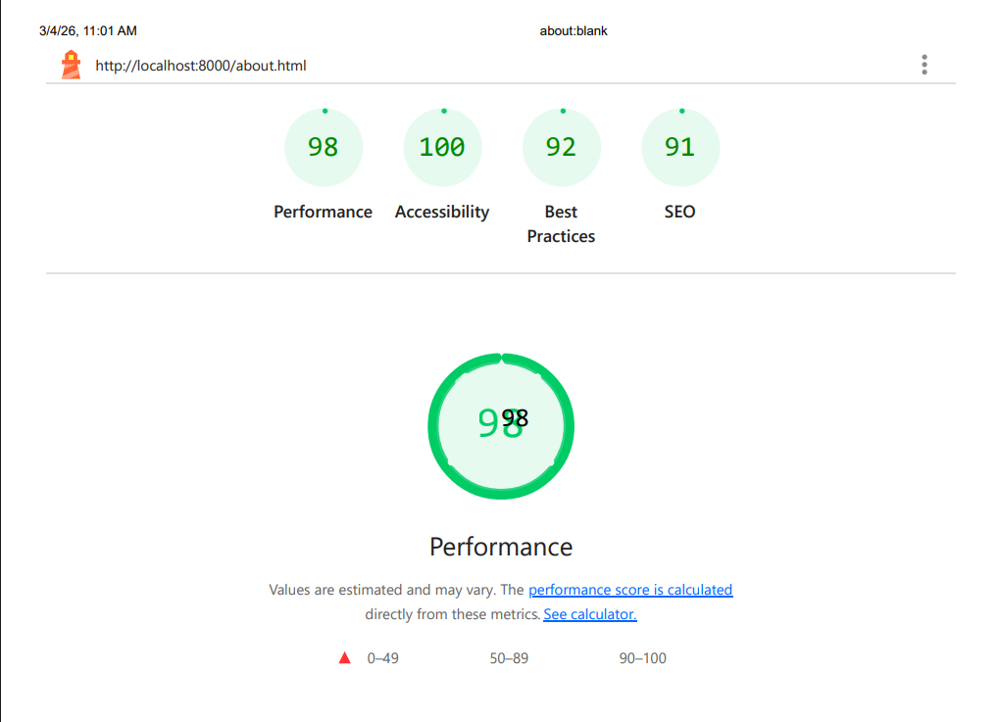 3/4/26, 11:01 AM about:blank
http://localhost:8000/about.html
98 100 92 91
Performance Accessibility Best Practices SEO
98 98
Performance
Values are estimated and may vary. The performance score is calculated
directly from these metrics. See calculator.
0–49 50–89 90–100